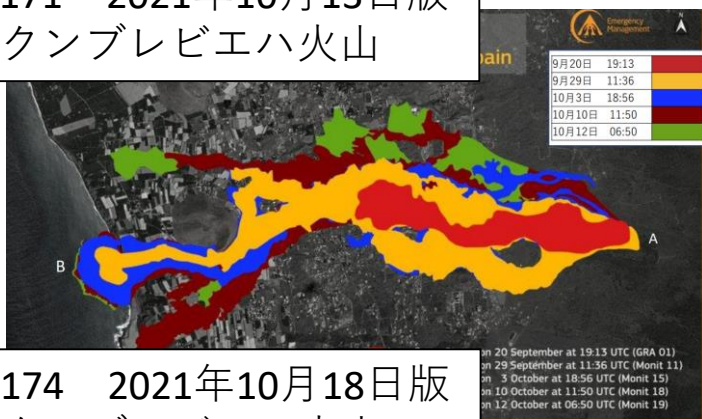 171 2021年10月13日版
クンブレビエハ火山
Emergency
Management
N
ain
9月20日 19:13
9月29日 11:36
10月3日 18:56
10月10日 11:50
10月12日 06:50
A
B
on 20 September at 19:13 UTC (GRA 01)
on 29 September at 11:36 UTC (Monit 11)
on 3 October at 18:56 UTC (Monit 15)
on 10 October at 11:50 UTC (Monit 18)
on 12 October at 06:50 UTC (Monit 19)
174 2021年10月18日版